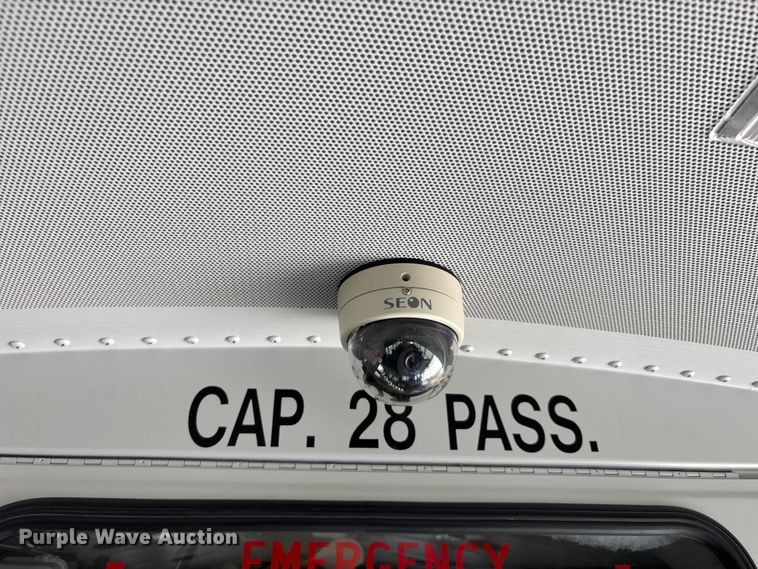 SEON
CAP. 28 PASS.
EMERGENCY
Purple Wave Auction